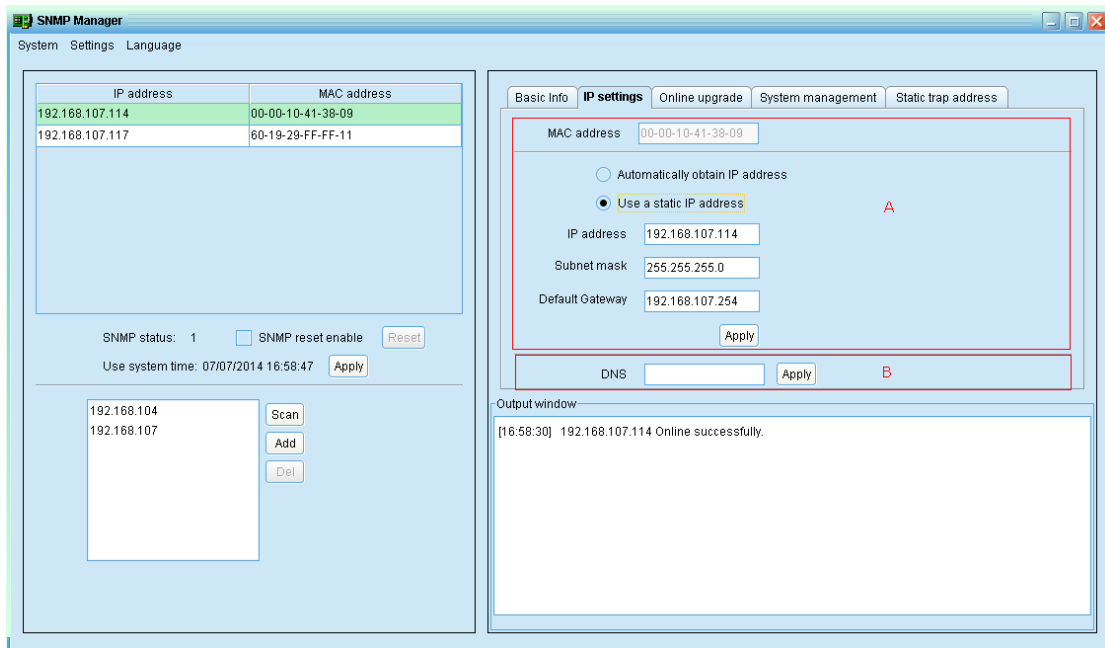 SNMP Manager
System Settings Language
IP address MAC address
192.168.107.114 00-00-10-41-38-09
192.168.107.117 60-19-29-FF-FF-11
SNMP status: 1 SNMP reset enable Reset
Use system time: 07/07/2014 16:58:47 Apply
192.168.104
192.168.107
Scan
Add
Del
Basic Info IP settings Online upgrade System management Static trap address
MAC address 00-00-10-41-38-09
Automatically obtain IP address
Use a static IP address
A
IP address 192.168.107.114
Subnet mask 255.255.255.0
Default Gateway 192.168.107.254
Apply
DNS Apply B
Output window
[16:58:30] 192.168.107.114 Online successfully.